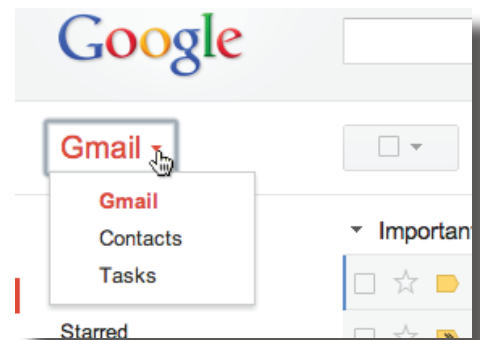 Google
Gmail
Gmail
Contacts
Tasks
Importan
Starred